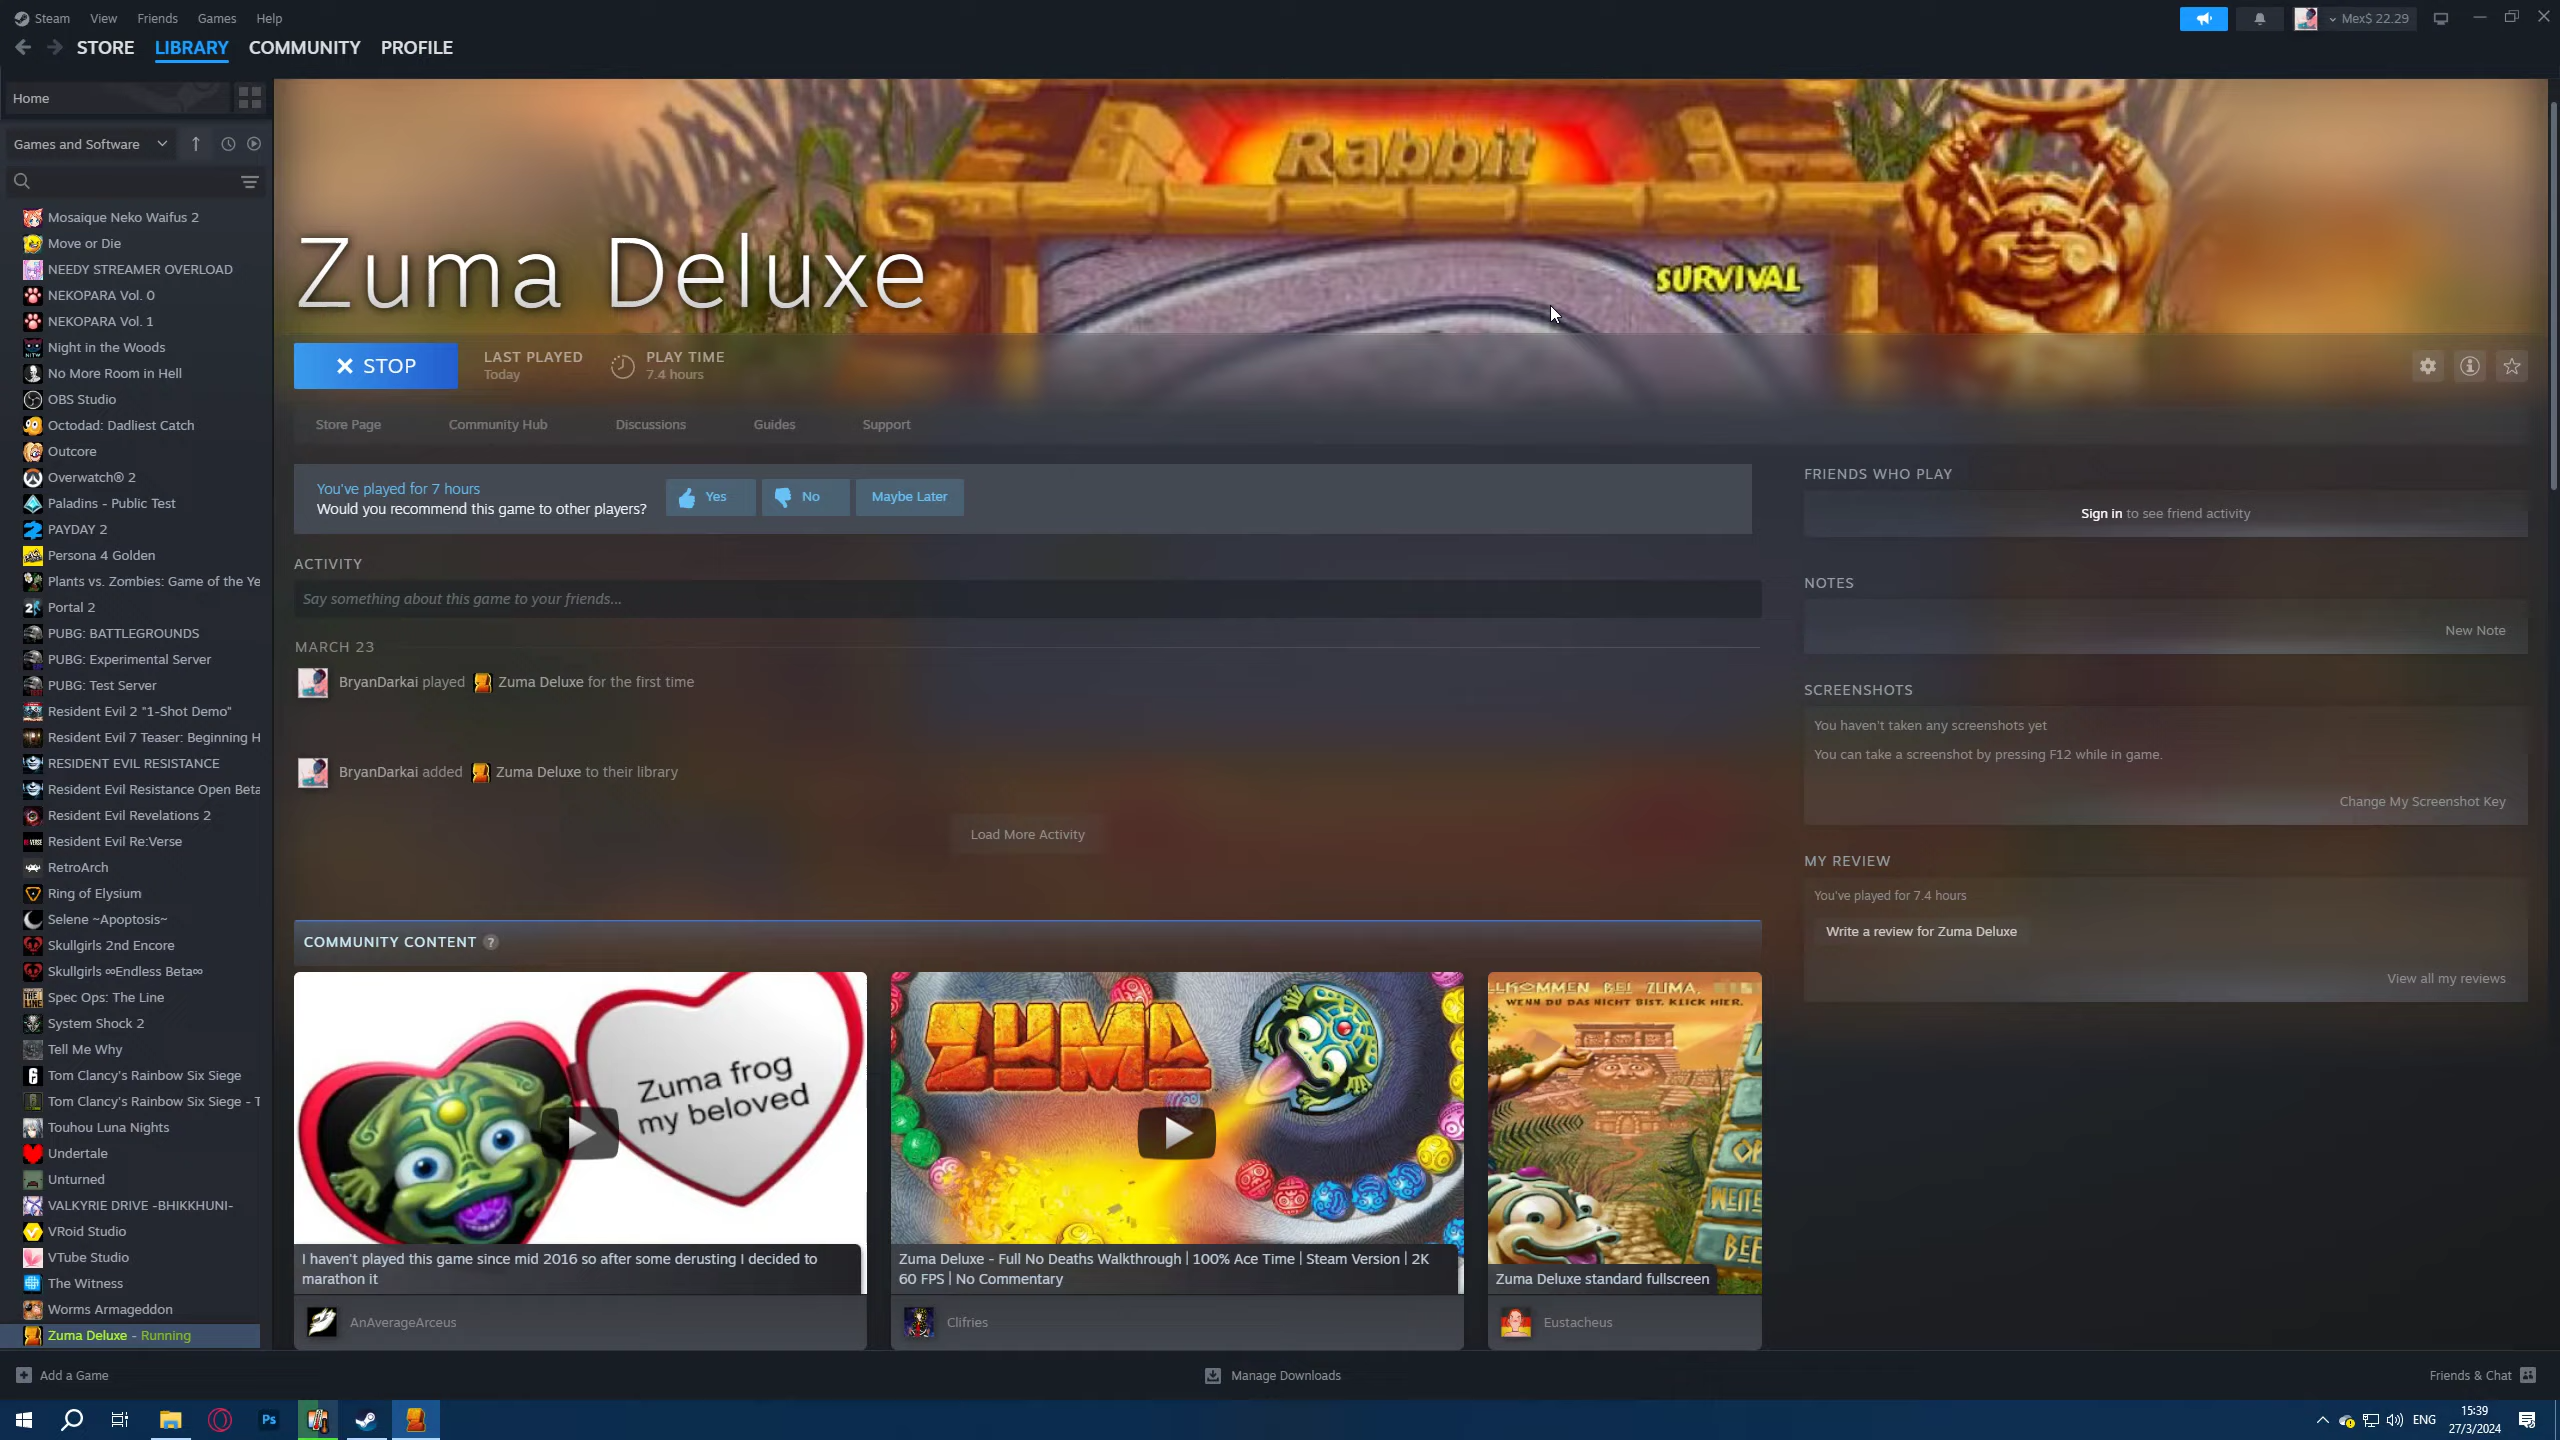 Steam View Friends Games Help
Mex$ 22.29
STORE LIBRARY COMMUNITY PROFILE
Home
Games and Software
Mosaique Neko Waifus 2
Move or Die
NEEDY STREAMER OVERLOAD
NEKOPARA Vol. 0
NEKOPARA Vol. 1
Night in the Woods
No More Room in Hell
OBS Studio
Octodad: Dadliest Catch
Outcore
Overwatch® 2
Paladins - Public Test
PAYDAY 2
Persona 4 Golden
Plants vs. Zombies: Game of the Ye
Portal 2
PUBG: BATTLEGROUNDS
PUBG: Experimental Server
PUBG: Test Server
Resident Evil 2 "1-Shot Demo"
Resident Evil 7 Teaser: Beginning H
RESIDENT EVIL RESISTANCE
Resident Evil Resistance Open Beta
Resident Evil Revelations 2
Resident Evil Re:Verse
RetroArch
Ring of Elysium
Selene ~Apoptosis~
Skullgirls 2nd Encore
Skullgirls ∞Endless Beta∞
Spec Ops: The Line
System Shock 2
Tell Me Why
Tom Clancy's Rainbow Six Siege
Tom Clancy's Rainbow Six Siege - T
Touhou Luna Nights
Undertale
Unturned
VALKYRIE DRIVE -BHIKKHUNI-
VRoid Studio
VTube Studio
The Witness
Worms Armageddon
Zuma Deluxe - Running
Rabbit
SURVIVAL
Zuma Deluxe
STOP
LAST PLAYED
Today
PLAY TIME
7.4 hours
Store Page Community Hub Discussions Guides Support
You've played for 7 hours
Would you recommend this game to other players?
Yes No Maybe Later
ACTIVITY
Say something about this game to your friends...
MARCH 23
BryanDarkai played Zuma Deluxe for the first time
BryanDarkai added Zuma Deluxe to their library
Load More Activity
FRIENDS WHO PLAY
Sign in to see friend activity
NOTES
New Note
SCREENSHOTS
You haven't taken any screenshots yet
You can take a screenshot by pressing F12 while in game.
Change My Screenshot Key
MY REVIEW
You've played for 7.4 hours
Write a review for Zuma Deluxe
View all my reviews
COMMUNITY CONTENT ?
Zuma frog
my beloved
I haven't played this game since mid 2016 so after some derusting I decided to
marathon it
AnAverageArceus
ZUMA
Zuma Deluxe - Full No Deaths Walkthrough | 100% Ace Time | Steam Version | 2K
60 FPS | No Commentary
Clifries
LLKOMMEN BEI ZUMA,
WENN DU DAS NICHT BIST, KLICK HIER.
WEITE
BEE
Zuma Deluxe standard fullscreen
Eustacheus
Add a Game
Manage Downloads
Friends & Chat
Ps
ENG
15:39
27/3/2024